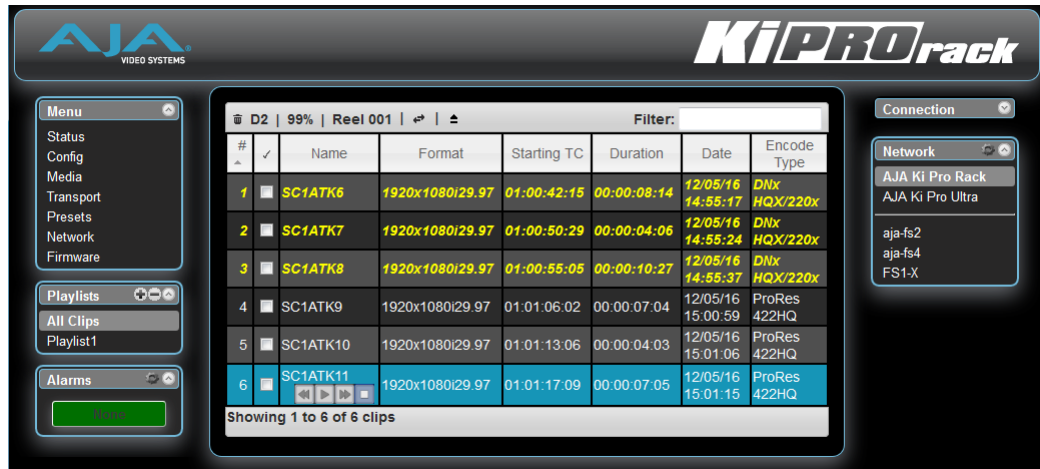 AJA
VIDEO SYSTEMS
Ki PRO rack
Menu
Status
Config
Media
Transport
Presets
Network
Firmware
Playlists
All Clips
Playlist1
Alarms
None
D2 | 99% | Reel 001 | |
Filter:
# ✓ Name Format Starting TC Duration Date Encode Type
1 SC1ATK6 1920x1080i29.97 01:00:42:15 00:00:08:14 12/05/16 14:55:17 DNx HQX/220x
2 SC1ATK7 1920x1080i29.97 01:00:50:29 00:00:04:06 12/05/16 14:55:24 DNx HQX/220x
3 SC1ATK8 1920x1080i29.97 01:00:55:05 00:00:10:27 12/05/16 14:55:37 DNx HQX/220x
4 SC1ATK9 1920x1080i29.97 01:01:06:02 00:00:07:04 12/05/16 15:00:59 ProRes 422HQ
5 SC1ATK10 1920x1080i29.97 01:01:13:06 00:00:04:03 12/05/16 15:01:06 ProRes 422HQ
6 SC1ATK11 1920x1080i29.97 01:01:17:09 00:00:07:05 12/05/16 15:01:15 ProRes 422HQ
Showing 1 to 6 of 6 clips
Connection
Network
AJA Ki Pro Rack
AJA Ki Pro Ultra
aja-fs2
aja-fs4
FS1-X